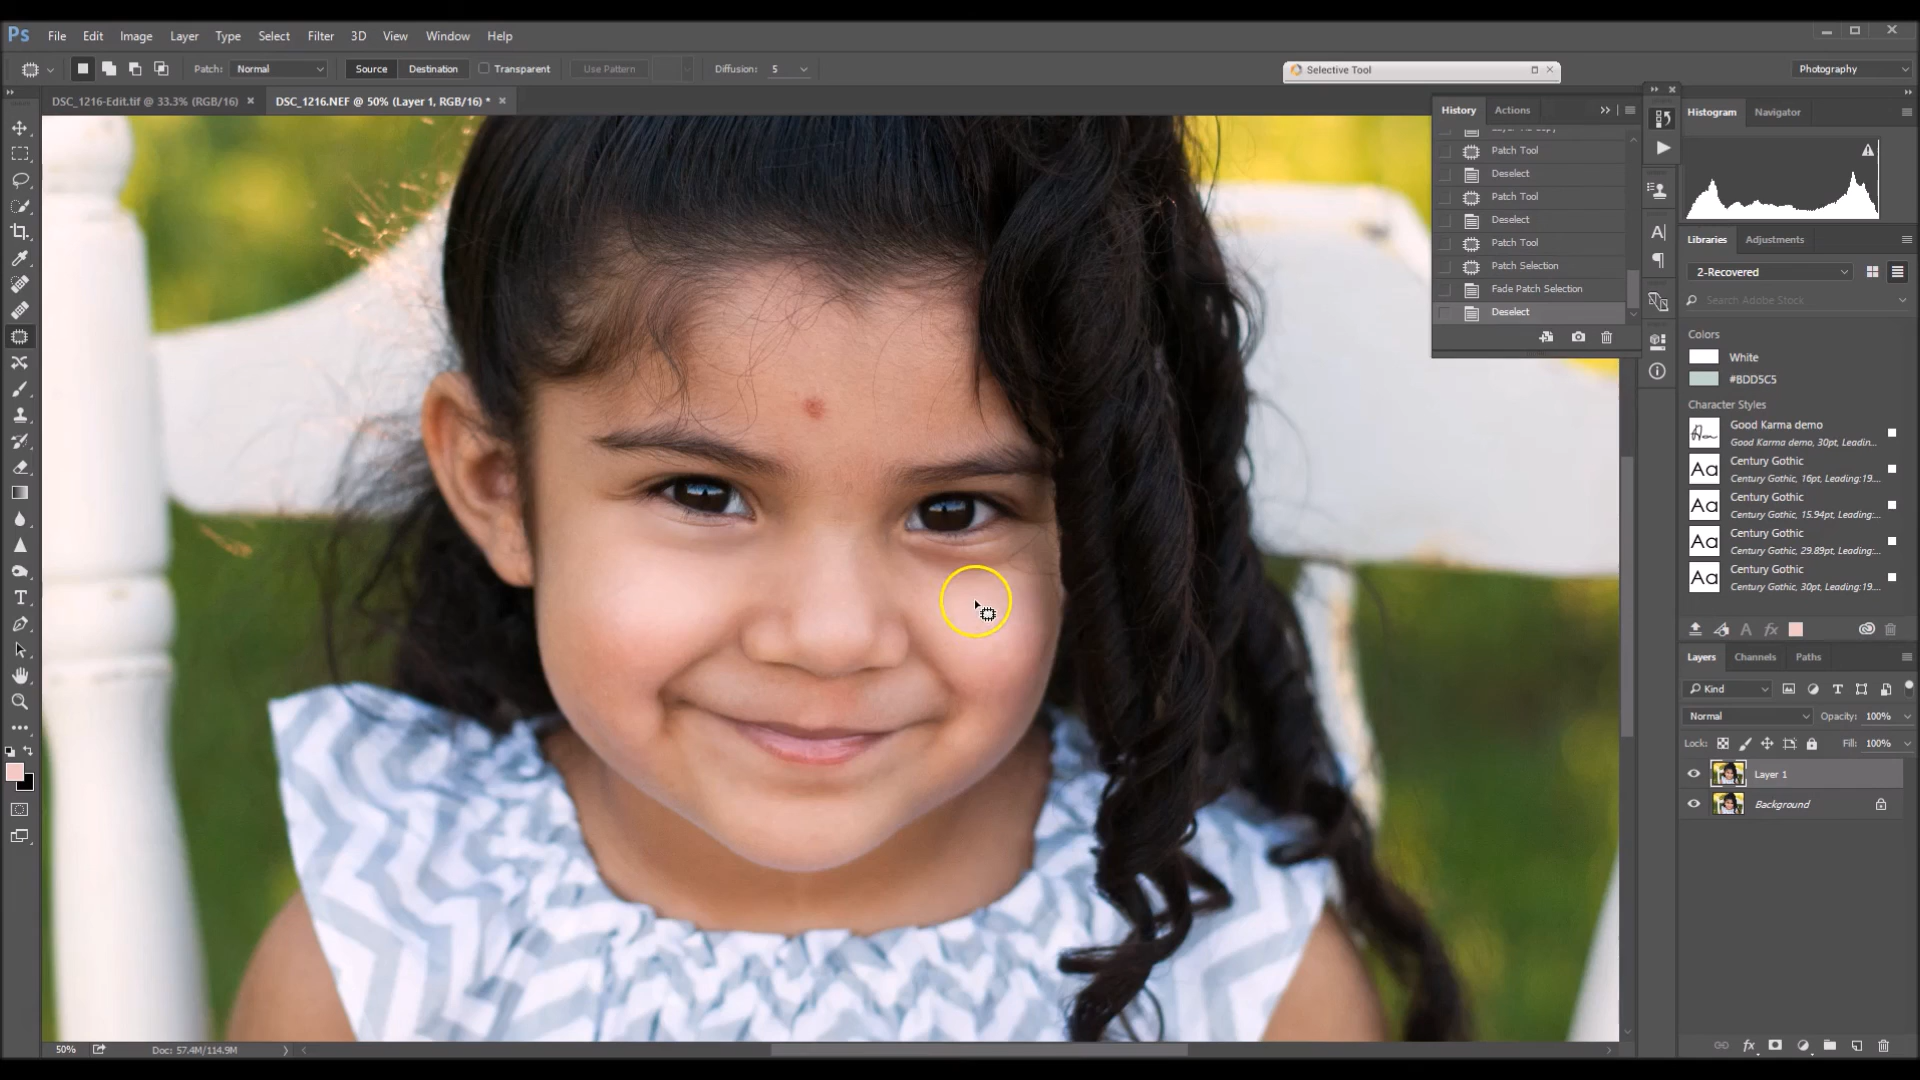 Ps File Edit Image Layer Type Select Filter 3D View Window Help
Patch: Normal Source Destination Transparent Use Pattern Diffusion: 5
Selective Tool
Photography
DSC_1216-Edit.tif @ 33.3% (RGB/16) DSC_1216.NEF @ 50% (Layer 1, RGB/16) *
History Actions
Patch Tool
Deselect
Patch Tool
Deselect
Patch Tool
Patch Selection
Fade Patch Selection
Deselect
Histogram Navigator
Libraries Adjustments
2-Recovered
Search Adobe Stock
Colors
White
#BDD5C5
Character Styles
Good Karma demo
Good Karma demo, 30pt, Leadin...
Aa Century Gothic
Century Gothic, 16pt, Leading:19....
Aa Century Gothic
Century Gothic, 15.94pt, Leading:...
Aa Century Gothic
Century Gothic, 29.89pt, Leading:...
Aa Century Gothic
Century Gothic, 30pt, Leading:19....
Layers Channels Paths
Kind
Normal Opacity: 100%
Lock: Fill: 100%
Layer 1
Background
50% Doc: 57.4M/114.9M